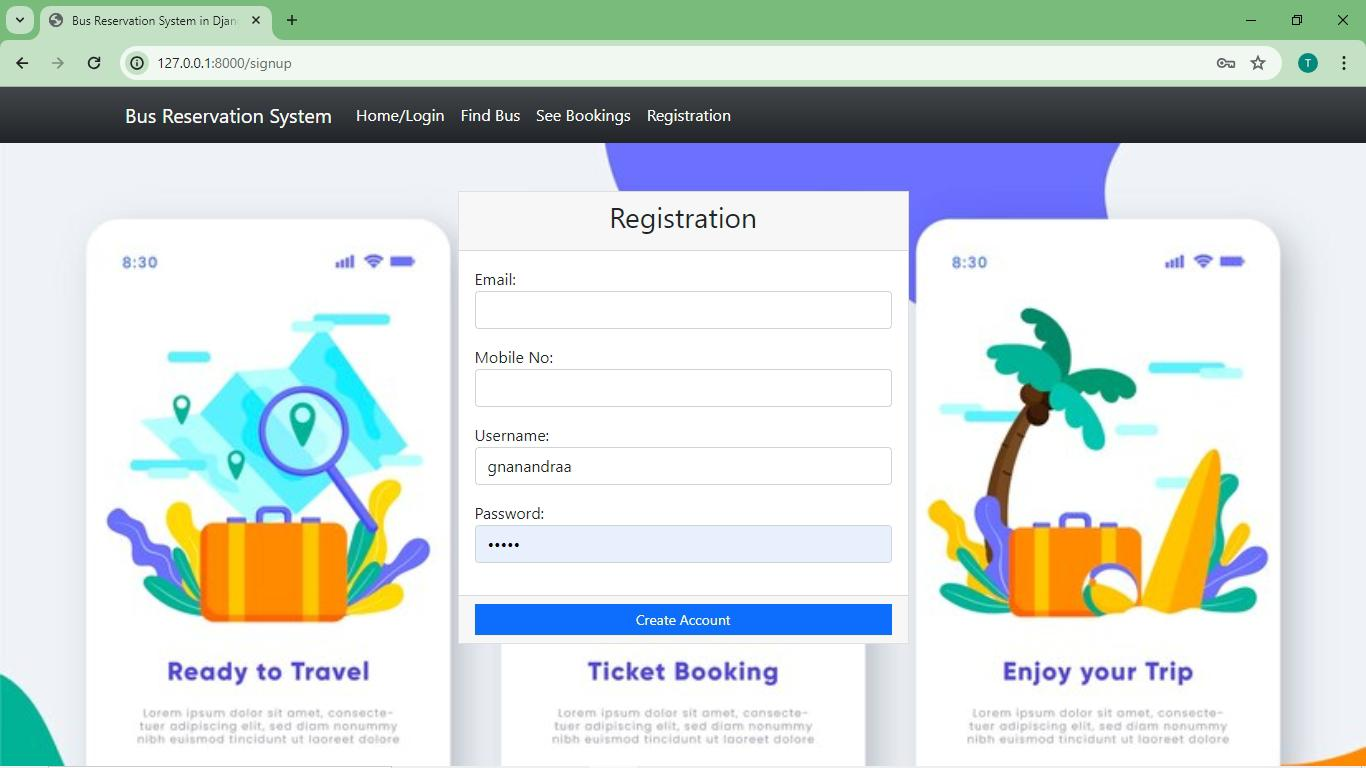 Bus Reservation System in Djan
127.0.0.1:8000/signup
T
Bus Reservation System Home/Login Find Bus See Bookings Registration
Registration
8:30
8:30
Email:
Mobile No:
Username:
gnanandraa
Password:
•••••
Create Account
Ready to Travel
Lorem ipsum dolor sit amet, consecte-
tuer adipiscing elit, sed diam nonummy
nibh euismod tincidunt ut laoreet dolore
Ticket Booking
Lorem ipsum dolor sit amet, consecte-
tuer adipiscing elit, sed diam nonummy
nibh euismod tincidunt ut laoreet dolore
Enjoy your Trip
Lorem ipsum dolor sit amet, consecte-
tuer adipiscing elit, sed diam nonummy
nibh euismod tincidunt ut laoreet dolore